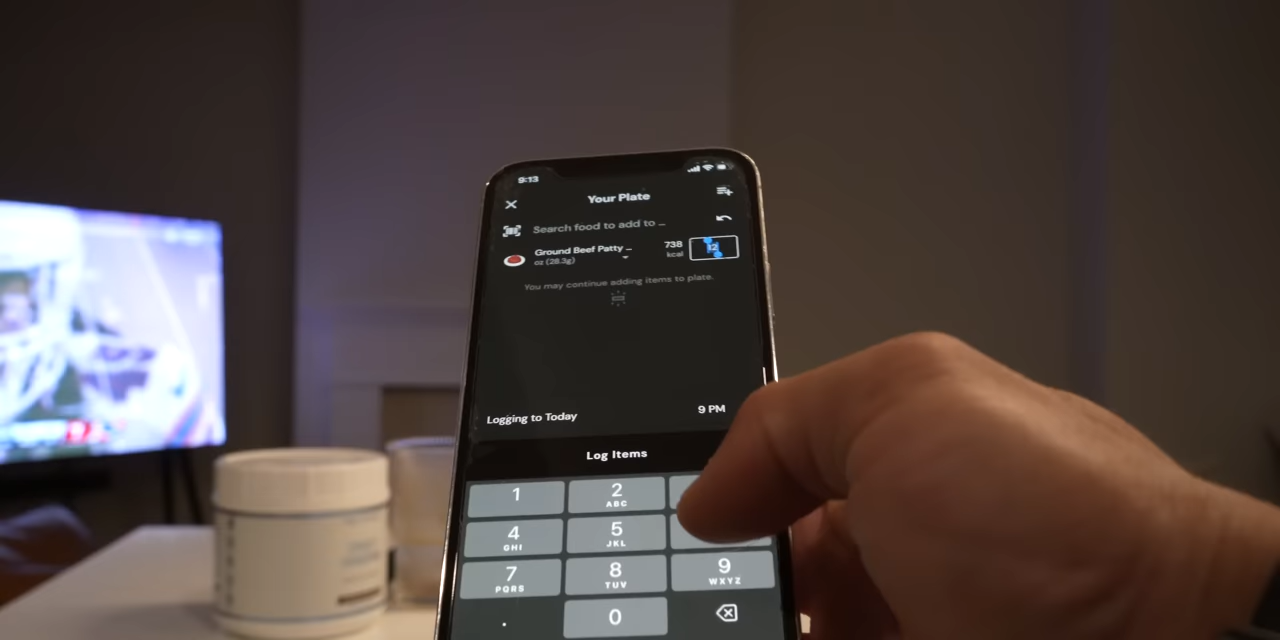 9:13
Your Plate
Search food to add to ...
Ground Beef Patty ...
738
12
oz (28.3g)
kcal
You may continue adding items to plate.
Logging to Today
9 PM
Log Items
1
2
ABC
4
GHI
5
JKL
7
PQRS
8
TUV
9
WXYZ
.
0